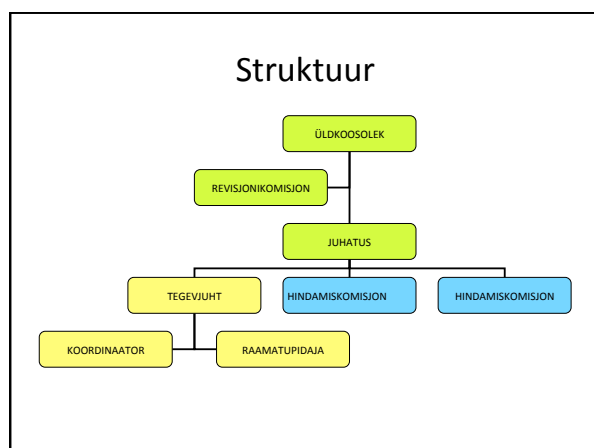 Struktuur
ÜLDKOOSOLEK
REVISJONIKOMISJON
JUHATUS
TEGEVJUHT
HINDAMISKOMISJON
HINDAMISKOMISJON
KOORDINAATOR
RAAMATUPIDAJA